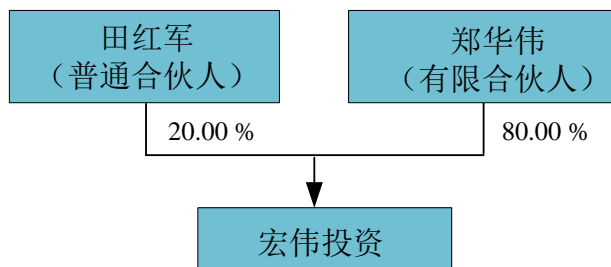 田红军
（普通合伙人）
郑华伟
（有限合伙人）
20.00 %
80.00 %
宏伟投资